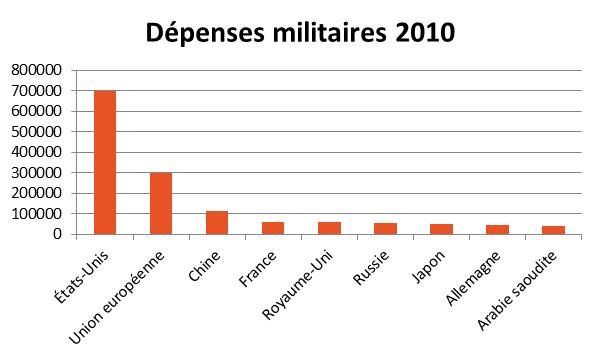 Dépenses militaires 2010
800000
700000
600000
500000
400000
300000
200000
100000
0
États-Unis
Union européenne
Chine
France
Royaume-Uni
Russie
Japon
Allemagne
Arabie saoudite